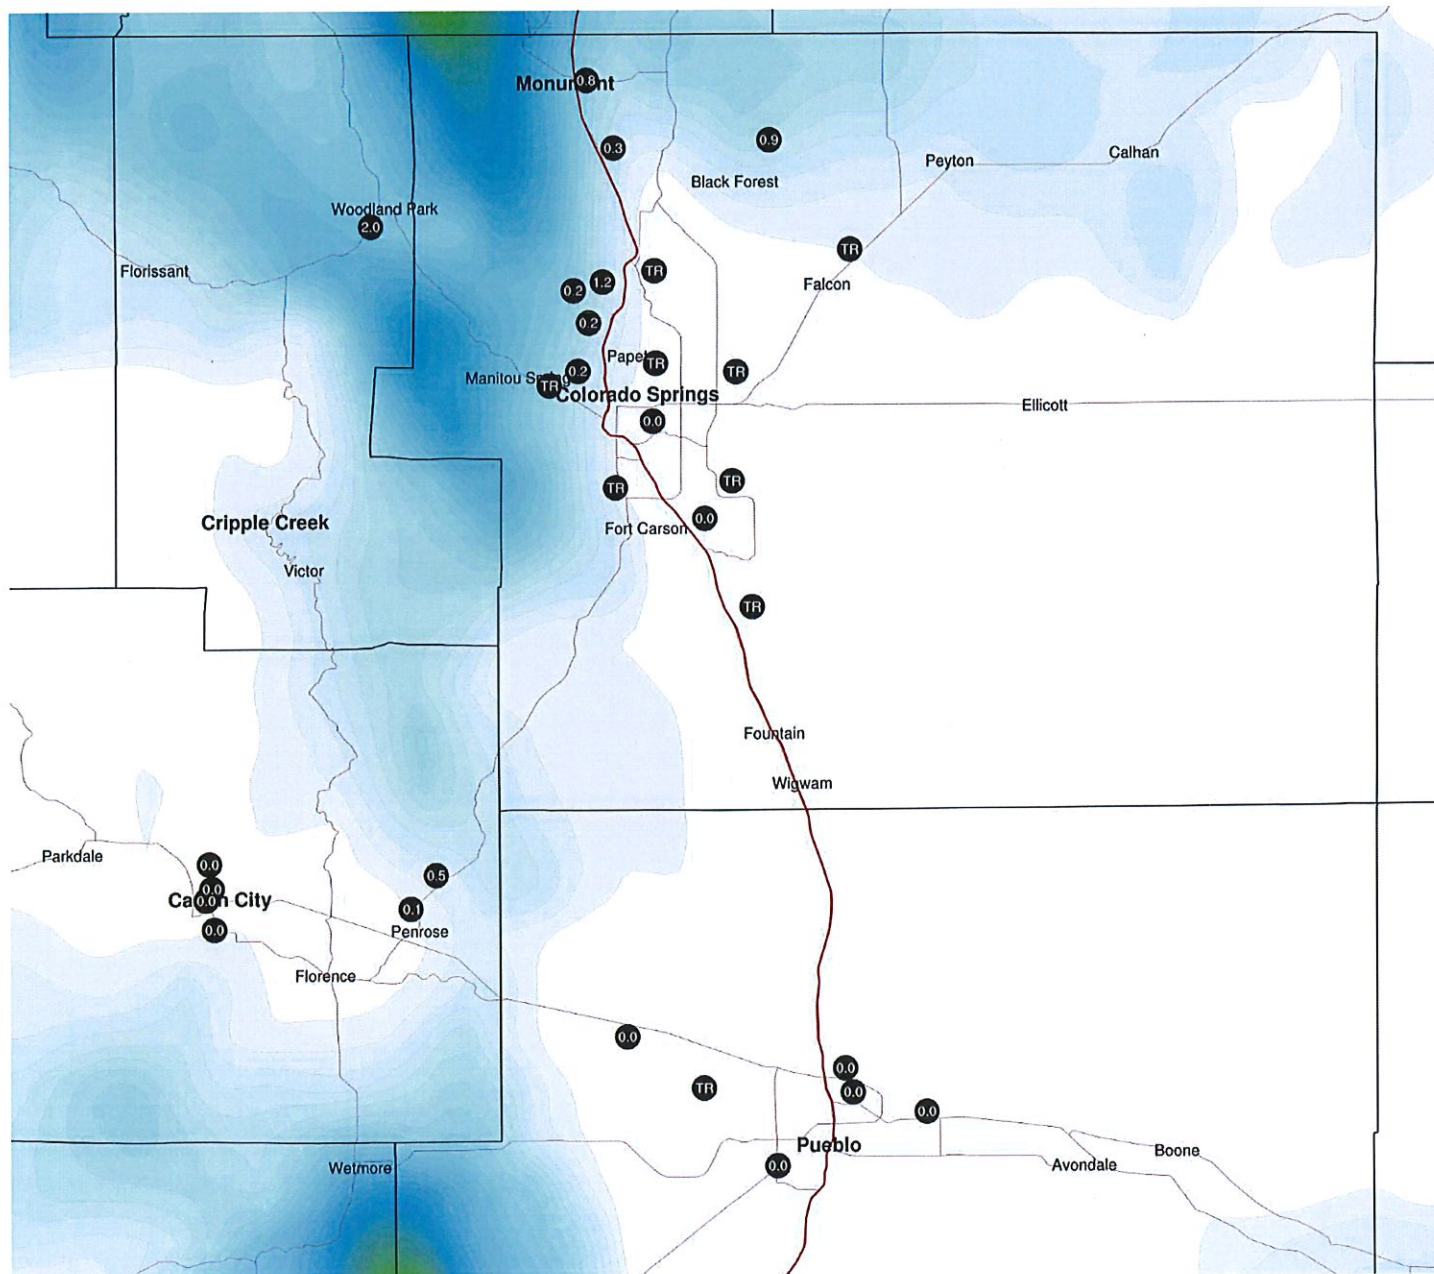 Monument
0.8
0.3
0.9
Black Forest
Peyton
Calhan
Woodland Park
2.0
Florissant
TR
Falcon
TR
1.2
0.2
0.2
Papet
TR
TR
0.2
Manitou Spring
TR
Colorado Springs
Ellicott
0.0
TR
TR
Cripple Creek
Fort Carson
0.0
Victor
TR
Fountain
Wigwam
Parkdale
0.0
0.5
0.0
Cañon City
0.0
0.1
0.0
Penrose
Florence
0.0
0.0
TR
0.0
0.0
Pueblo
Boone
Wetmore
0.0
Avondale